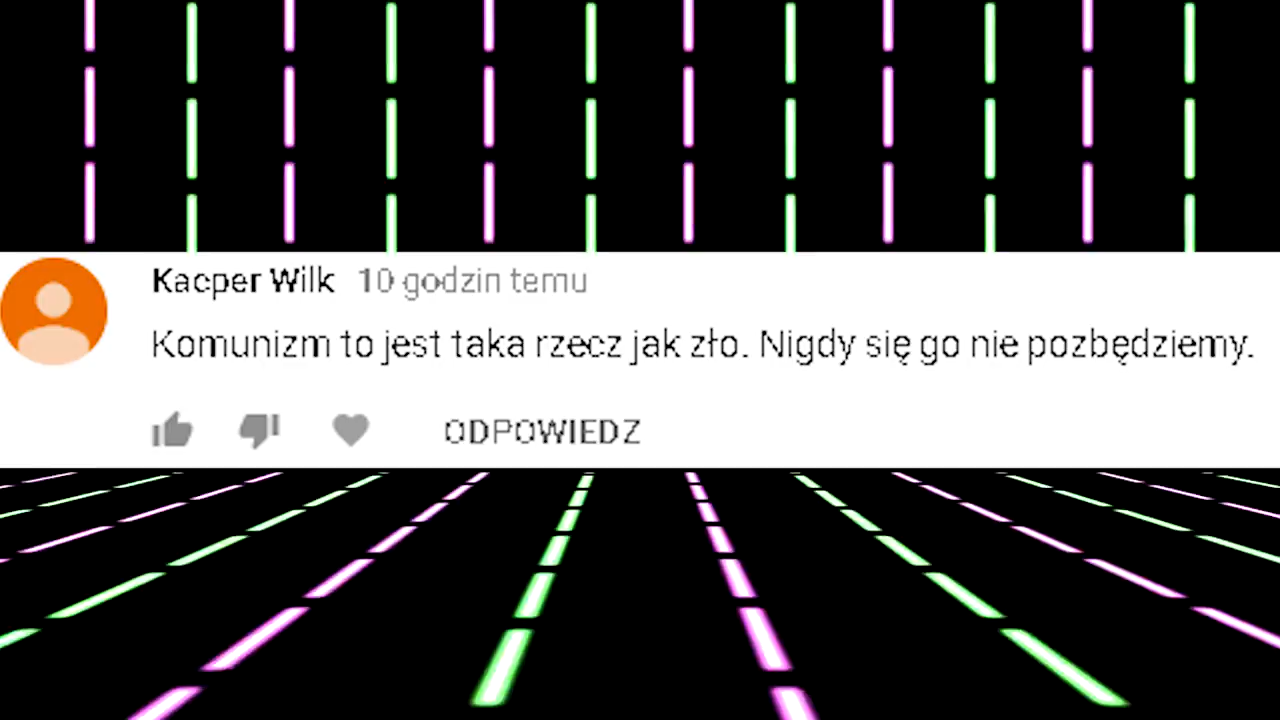 Kacper Wilk 10 godzin temu
Komunizm to jest taka rzecz jak zło. Nigdy się go nie pozbędziemy.
ODPOWIEDZ